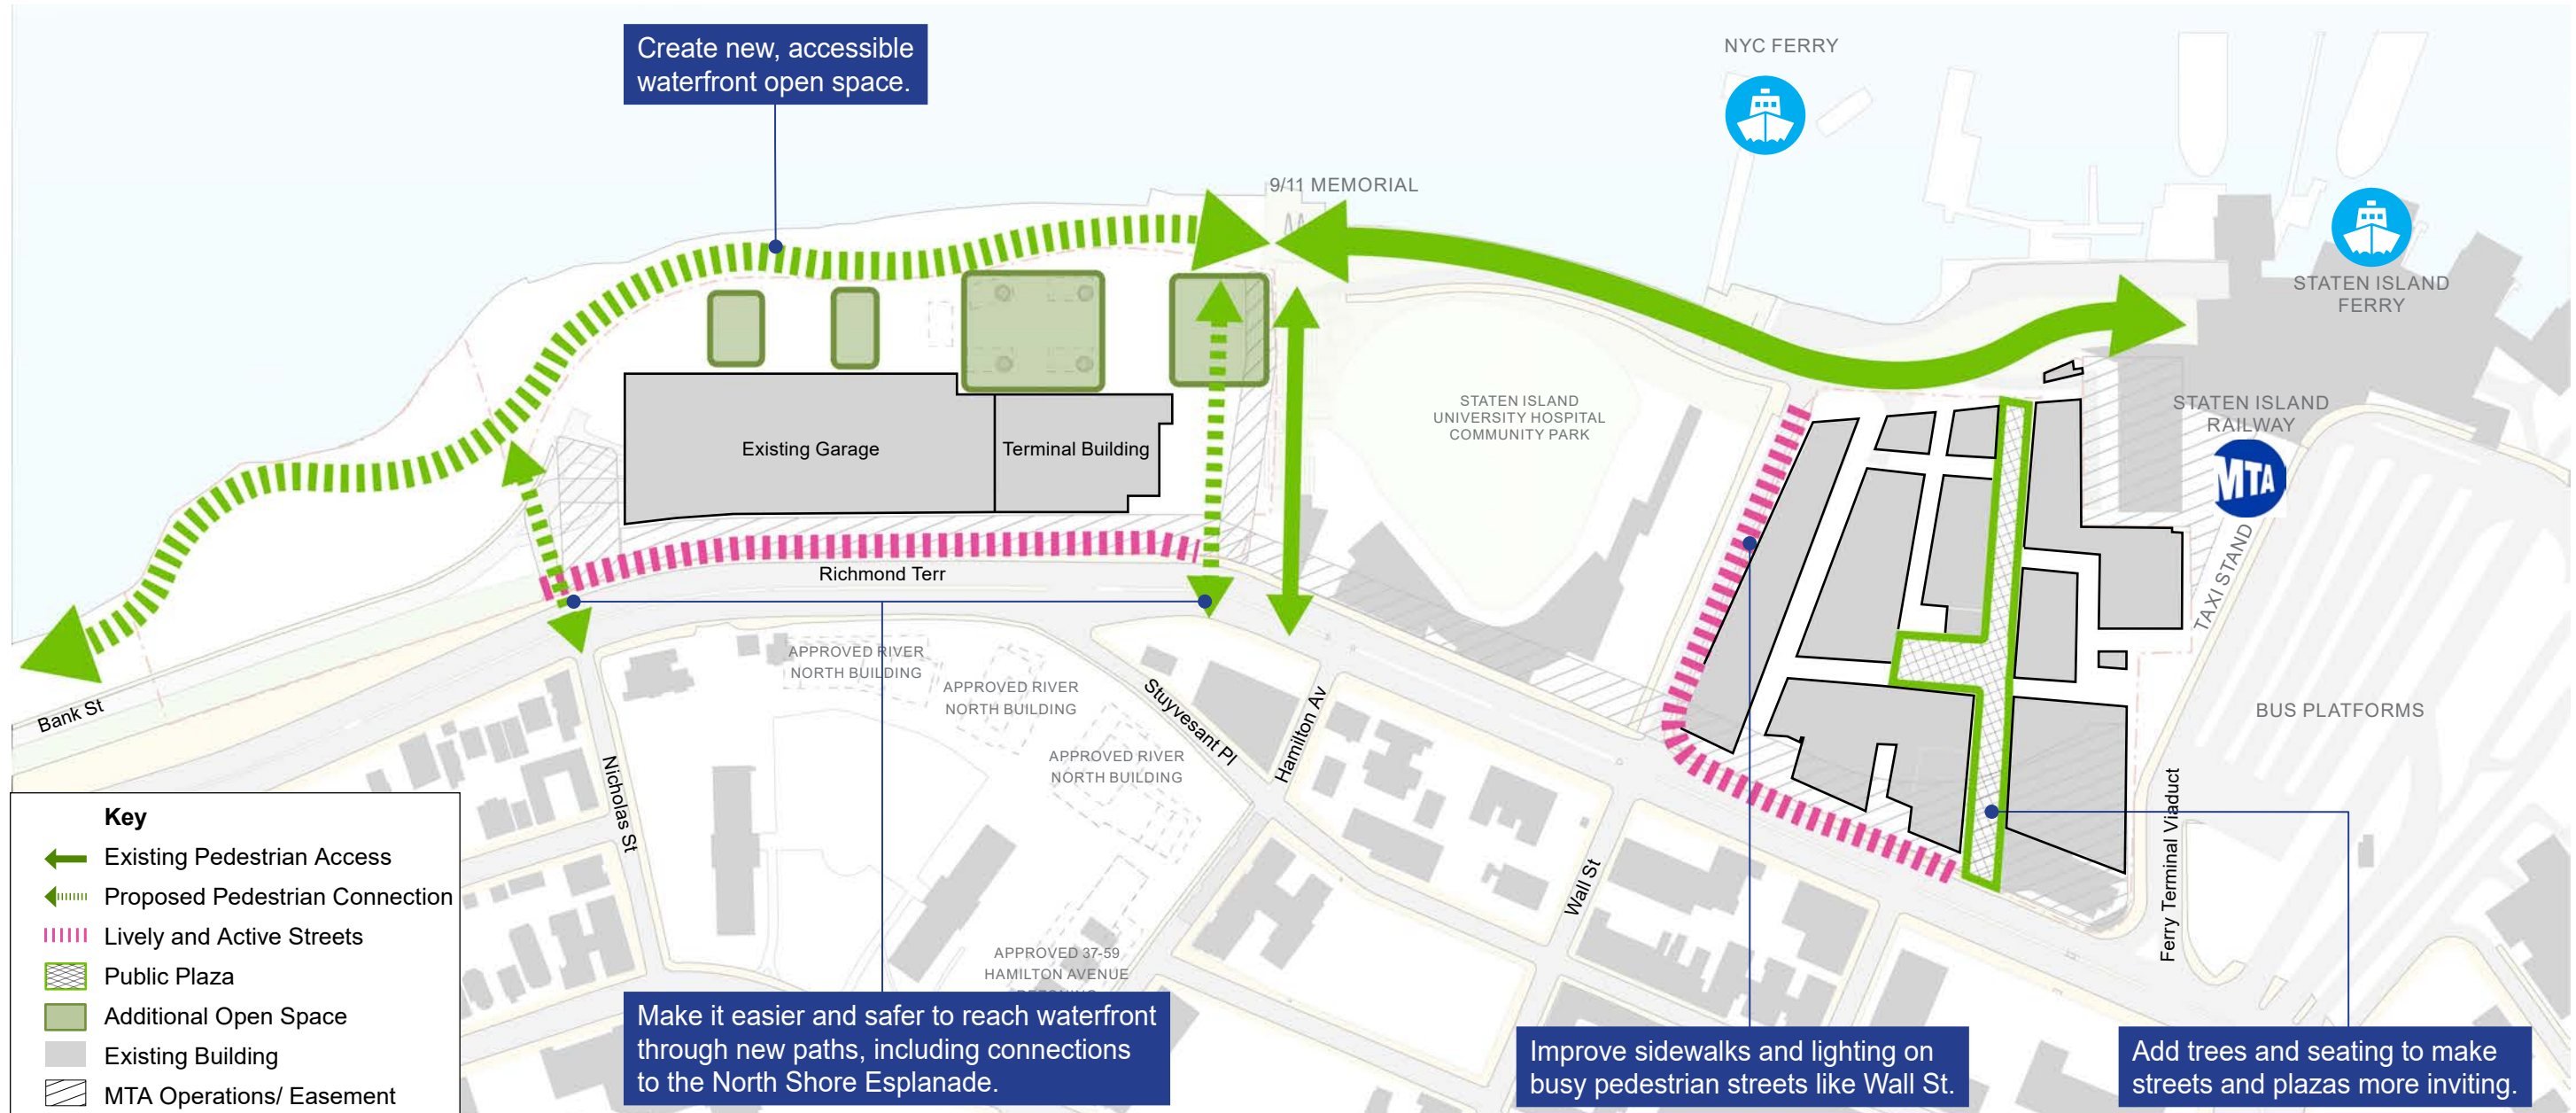 Create new, accessible
waterfront open space.
NYC FERRY
9/11 MEMORIAL
STATEN ISLAND
FERRY
STATEN ISLAND
UNIVERSITY HOSPITAL
COMMUNITY PARK
STATEN ISLAND
RAILWAY
MTA
Existing Garage
Terminal Building
TAXI STAND
Richmond Terr
APPROVED RIVER
NORTH BUILDING
APPROVED RIVER
NORTH BUILDING
APPROVED RIVER
NORTH BUILDING
Stuyvesant Pl
Hamilton Av
BUS PLATFORMS
Bank St
Nicholas St
Wall St
Ferry Terminal Viaduct
APPROVED 37-59
HAMILTON AVENUE
Key
Existing Pedestrian Access
Proposed Pedestrian Connection
Lively and Active Streets
Public Plaza
Additional Open Space
Existing Building
MTA Operations/ Easement
Make it easier and safer to reach waterfront
through new paths, including connections
to the North Shore Esplanade.
Improve sidewalks and lighting on
busy pedestrian streets like Wall St.
Add trees and seating to make
streets and plazas more inviting.